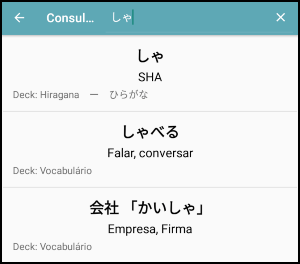 Consul... しゃ
しゃ
SHA
Deck: Hiragana ー ひらがな
しゃべる
Falar, conversar
Deck: Vocabulário
会社 「かいしゃ」
Empresa, Firma
Deck: Vocabulário